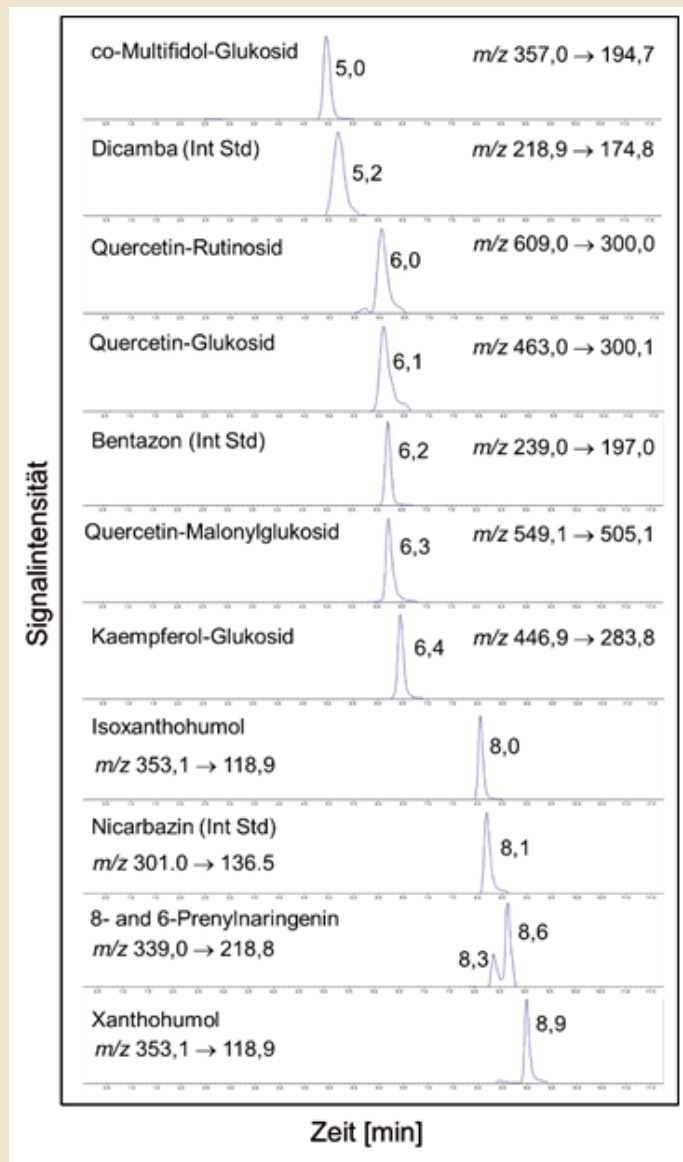 co-Multifidol-Glukosid
5,0
m/z 357,0 → 194,7
Dicamba (Int Std)
5,2
m/z 218,9 → 174,8
Quercetin-Rutinosid
6,0
m/z 609,0 → 300,0
Quercetin-Glukosid
6,1
m/z 463,0 → 300,1
Bentazon (Int Std)
6,2
m/z 239,0 → 197,0
Quercetin-Malonylglukosid
6,3
m/z 549,1 → 505,1
Kaempferol-Glukosid
6,4
m/z 446,9 → 283,8
Isoxanthohumol
m/z 353,1 → 118,9
8,0
Nicarbazin (Int Std)
m/z 301.0 → 136.5
8,1
8- and 6-Prenylnaringenin
m/z 339,0 → 218,8
8,3
8,6
Xanthohumol
m/z 353,1 → 118,9
8,9
Signalintensität
Zeit [min]